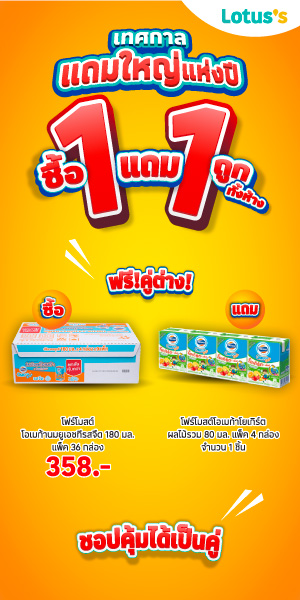 Lotus's
เทศกาล
แถมใหญ่แห่งปี
ซื้อ 1 แถม 1 ถูก
ทั้งห้าง
ฟรี!คู่ต่าง!
ซื้อ
แถม
โฟร์โมสต์
โอเมก้านมยูเอชทีรสจืด 180 มล.
แพ็ค 36 กล่อง
358.-
โฟร์โมสต์โอเมก้าโยเกิร์ต
ผลไม้รวม 80 มล. แพ็ค 4 กล่อง
จำนวน 1 ชิ้น
ชอปคุ้มได้เป็นคู่